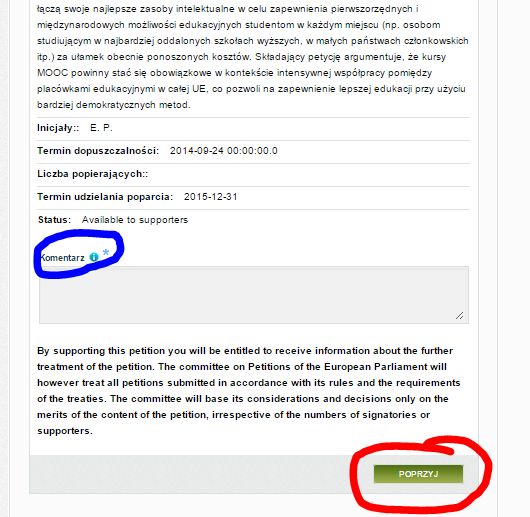 łączą swoje najlepsze zasoby intelektualne w celu zapewnienia pierwszorzędnych i
międzynarodowych możliwości edukacyjnych studentom w każdym miejscu (np. osobom
studiującym w najbardziej oddalonych szkołach wyższych, w małych państwach członkowskich
itp.) za ułamek obecnie ponoszonych kosztów. Składający petycję argumentuje, że kursy
MOOC powinny stać się obowiązkowe w kontekście intensywnej współpracy pomiędzy
placówkami edukacyjnymi w całej UE, co pozwoli na zapewnienie lepszej edukacji przy użyciu
bardziej demokratycznych metod.
Inicjały:: E. P.
Termin dopuszczalności: 2014-09-24 00:00:00.0
Liczba popierających::
Termin udzielania poparcia: 2015-12-31
Status: Available to supporters
Komentarz i *
By supporting this petition you will be entitled to receive information about the further
treatment of the petition. The committee on Petitions of the European Parliament will
however treat all petitions submitted in accordance with its rules and the requirements
of the treaties. The committee will base its considerations and decisions only on the
merits of the content of the petition, irrespective of the numbers of signatories or
supporters.
POPRZYJ